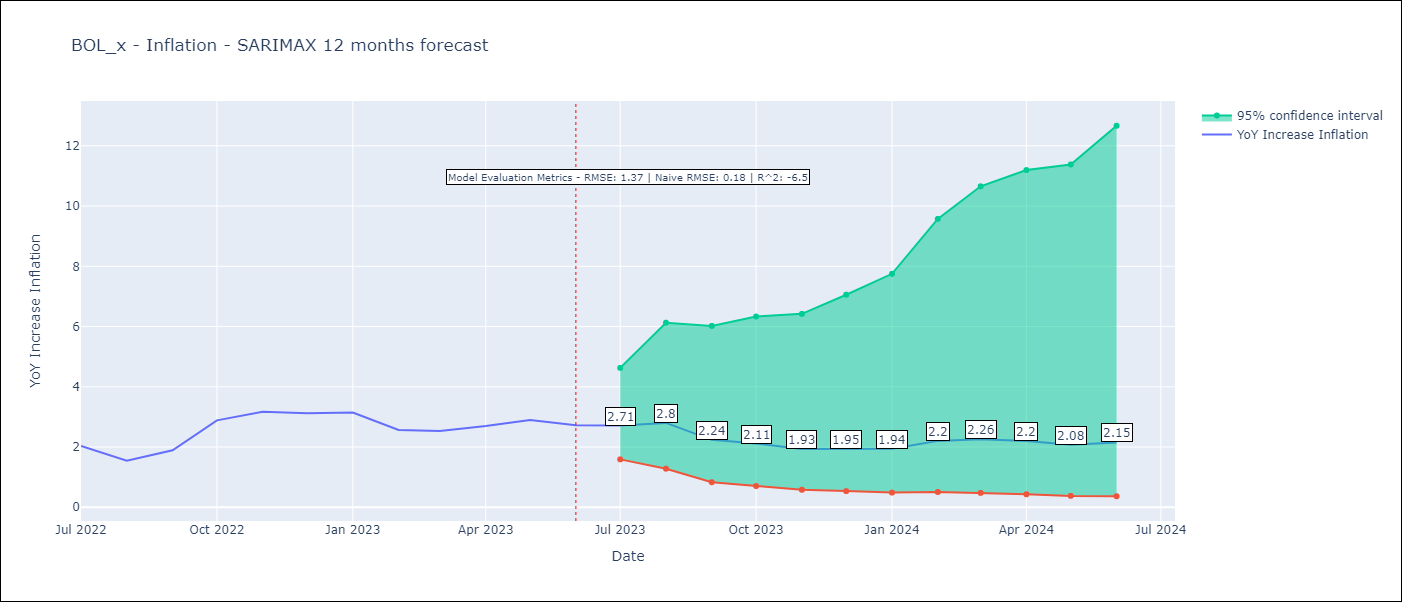 BOL_x - Inflation - SARIMAX 12 months forecast
95% confidence interval
YoY Increase Inflation
Model Evaluation Metrics - RMSE: 1.37 | Naive RMSE: 0.18 | R^2: -6.5
YoY Increase Inflation
12
10
8
6
4
2
0
2.71
2.8
2.24
2.11
1.93
1.95
1.94
2.2
2.26
2.2
2.08
2.15
Jul 2022
Oct 2022
Jan 2023
Apr 2023
Jul 2023
Oct 2023
Jan 2024
Apr 2024
Jul 2024
Date